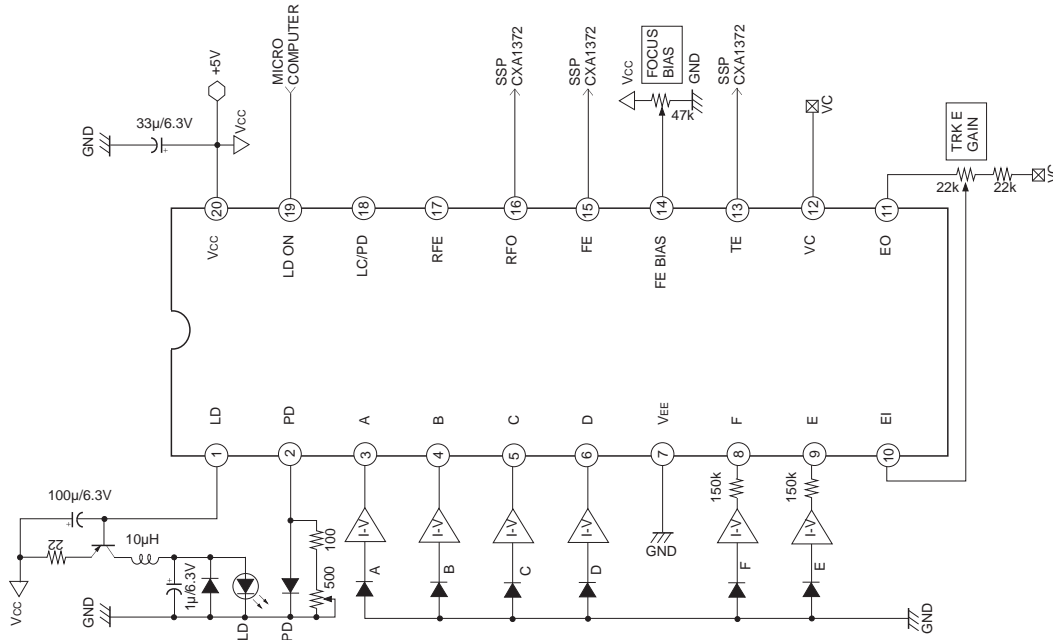 GND
33μ/6.3V
+
+5V
Vcc
MICRO
COMPUTER
SSP
CXA1372
SSP
CXA1372
Vcc
FOCUS
BIAS
GND
47k
SSP
CXA1372
VC
TRK E
GAIN
22k
22k
VC
20
19
18
17
16
15
14
13
12
11
Vcc
LD ON
LC/PD
RFE
RFO
FE
FE BIAS
TE
VC
EO
LD
PD
A
B
C
D
VEE
F
E
EI
1
2
3
4
5
6
7
8
9
10
Vcc
100μ/6.3V
+
22
10μH
+
1μ/6.3V
GND
LD
PD
100
500
I-V
I-V
I-V
I-V
GND
150k
150k
I-V
I-V
A
B
C
D
F
E
GND